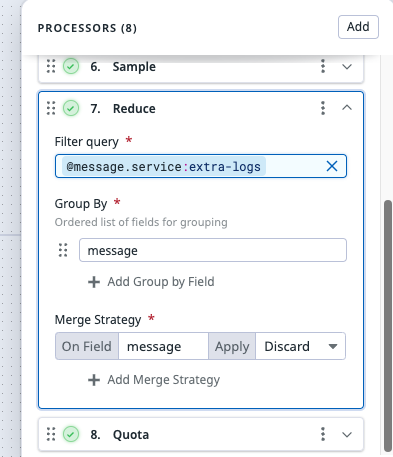 PROCESSORS (8)
Add
6. Sample
7. Reduce
Filter query *
@message.service:extra-logs
Group By *
Ordered list of fields for grouping
message
Add Group by Field
Merge Strategy *
On Field message Apply Discard
Add Merge Strategy
8. Quota